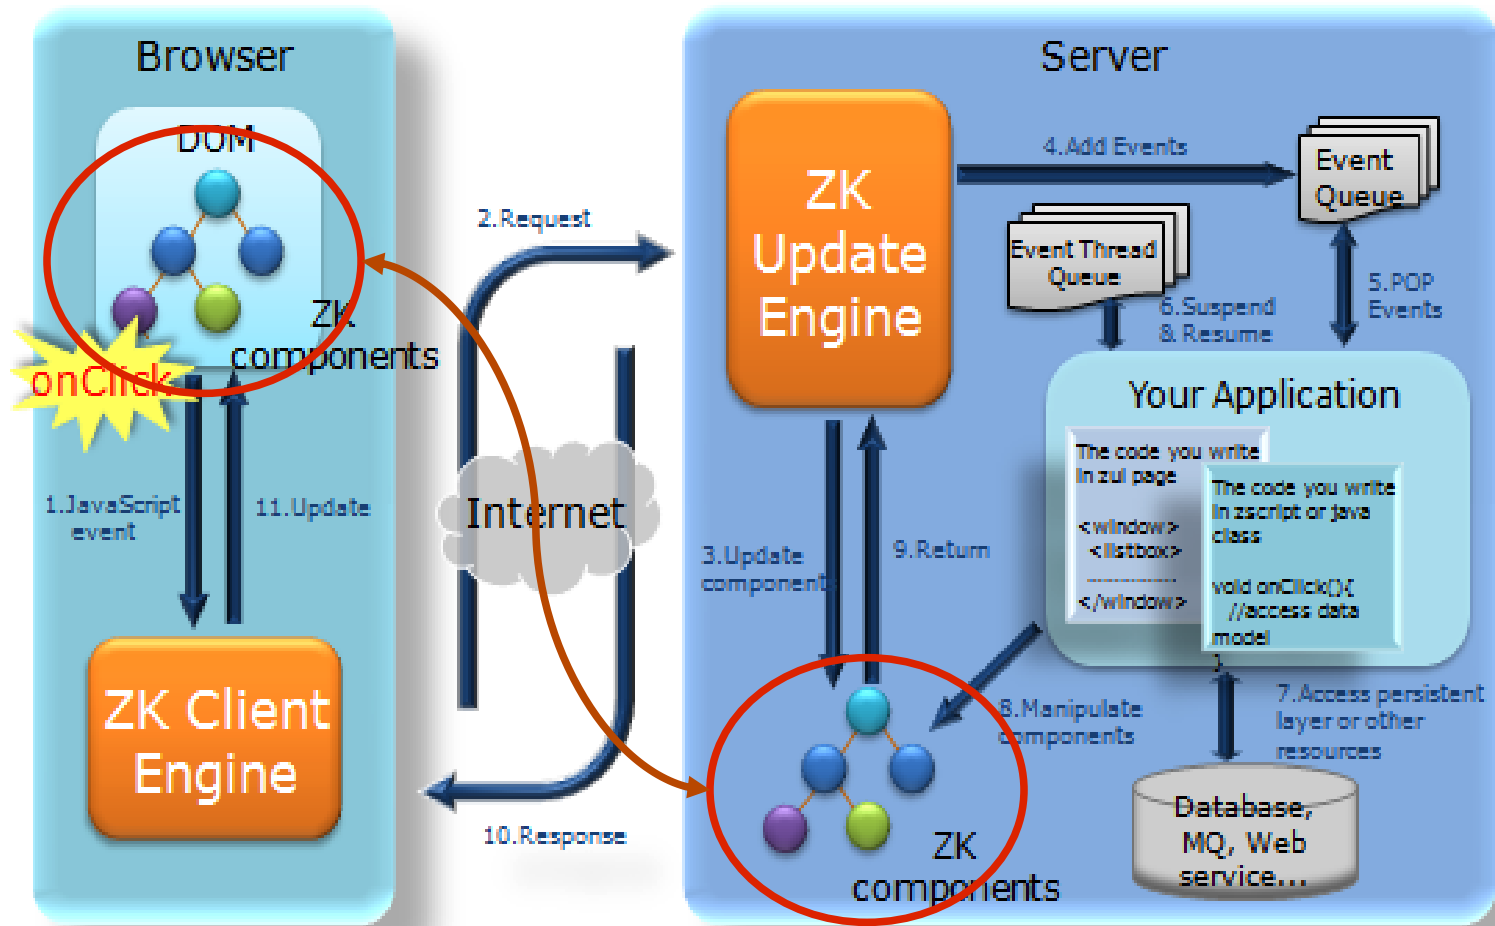 Browser
DOM
ZK
components
onClick
1.JavaScript
event
11.Update
ZK Client
Engine
2.Request
Internet
10.Response
Server
ZK
Update
Engine
4.Add Events
Event
Queue
Event Thread
Queue
5.POP
Events
6.Suspend
& Resume
Your Application
The code you write
in zul page
<window>
<listbox>
...................
</window>
The code you write
in zscript or java
class
void onClick(){
//access data
model
}
3.Update
components
9.Return
8.Manipulate
components
7.Access persistent
layer or other
resources
ZK
components
Database,
MQ, Web
service...